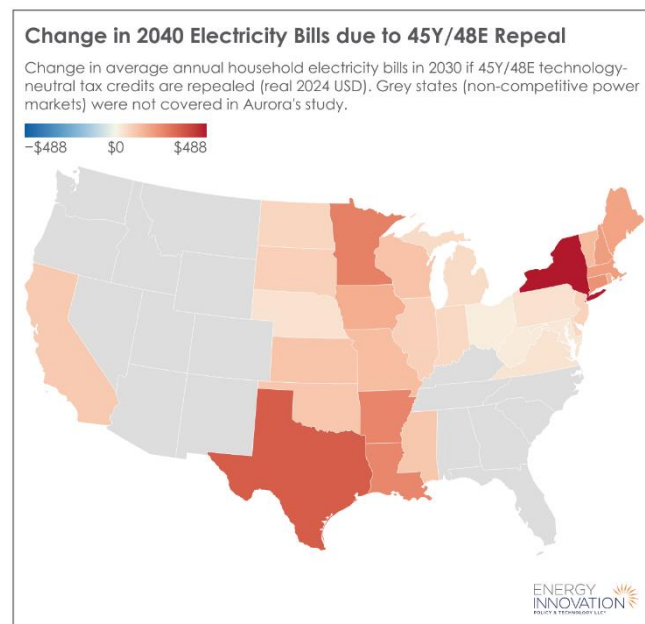 Change in 2040 Electricity Bills due to 45Y/48E Repeal
Change in average annual household electricity bills in 2030 if 45Y/48E technology-
neutral tax credits are repealed (real 2024 USD). Grey states (non-competitive power
markets) were not covered in Aurora's study.
−$488 $0 $488
ENERGY
INNOVATION
POLICY & TECHNOLOGY LLC®